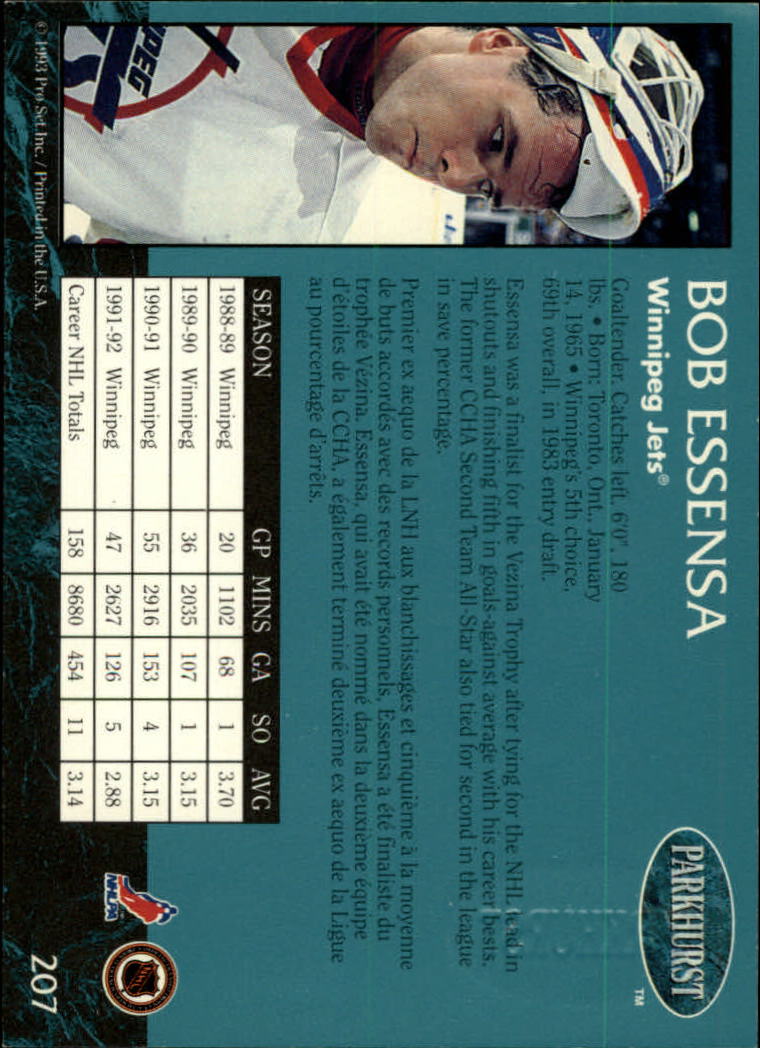 BOB ESSENSA
Winnipeg Jets®
PARKHURST
TM
Goaltender. Catches left. 6'0", 180
lbs. • Born: Toronto, Ont., January
14, 1965 • Winnipeg's 5th choice,
69th overall, in 1983 entry draft.
Essensa was a finalist for the Vezina Trophy after tying for the NHL lead in
shutouts and finishing fifth in goals-against average with his career bests.
The former CCHA Second Team All-Star also tied for second in the league
in save percentage.
Premier ex aequo de la LNH aux blanchissages et cinquième à la moyenne
de buts accordés avec des records personnels, Essensa a été finaliste du
trophée Vézina. Essensa, qui avait été nommé dans la deuxième équipe
d'étoiles de la CCHA, a également terminé deuxième ex aequo de la Ligue
au pourcentage d'arrêts.
SEASON GP MINS GA SO AVG
1988-89 Winnipeg 20 1102 68 1 3.70
1989-90 Winnipeg 36 2035 107 1 3.15
1990-91 Winnipeg 55 2916 153 4 3.15
1991-92 Winnipeg 47 2627 126 5 2.88
Career NHL Totals 158 8680 454 11 3.14
NHLPA
NHL
207
© 1993 Pro Set Inc. / Printed in the U.S.A.
IPEG